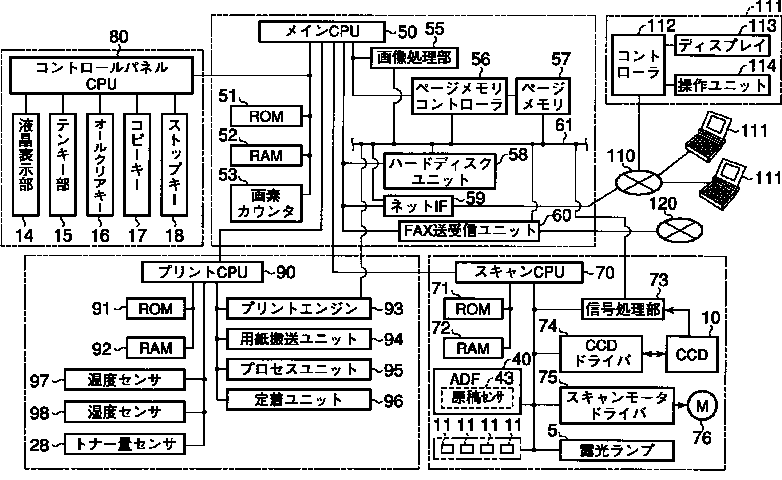 80
コントロールパネル
CPU
液晶表示部
テンキー部
オールクリアキー
コピーキー
ストップキー
14
15
16
17
18
メインCPU
50
51
ROM
52
RAM
53
画素
カウンタ
55
画像処理部
56
ページメモリ
コントローラ
57
ページ
メモリ
61
ハードディスク
ユニット
58
ネットIF
59
60
FAX送受信ユニット
111
112
コント
ローラ
113
ディスプレイ
114
操作ユニット
110
111
111
120
プリントCPU
90
91
ROM
92
RAM
97
温度センサ
98
湿度センサ
28
トナー量センサ
プリントエンジン
93
用紙搬送ユニット
94
プロセスユニット
95
定着ユニット
96
スキャンCPU
70
71
ROM
72
RAM
40
ADF
43
原稿センサ
11
11
11
11
73
信号処理部
74
CCD
ドライバ
10
CCD
75
スキャンモータ
ドライバ
M
76
5
露光ランプ